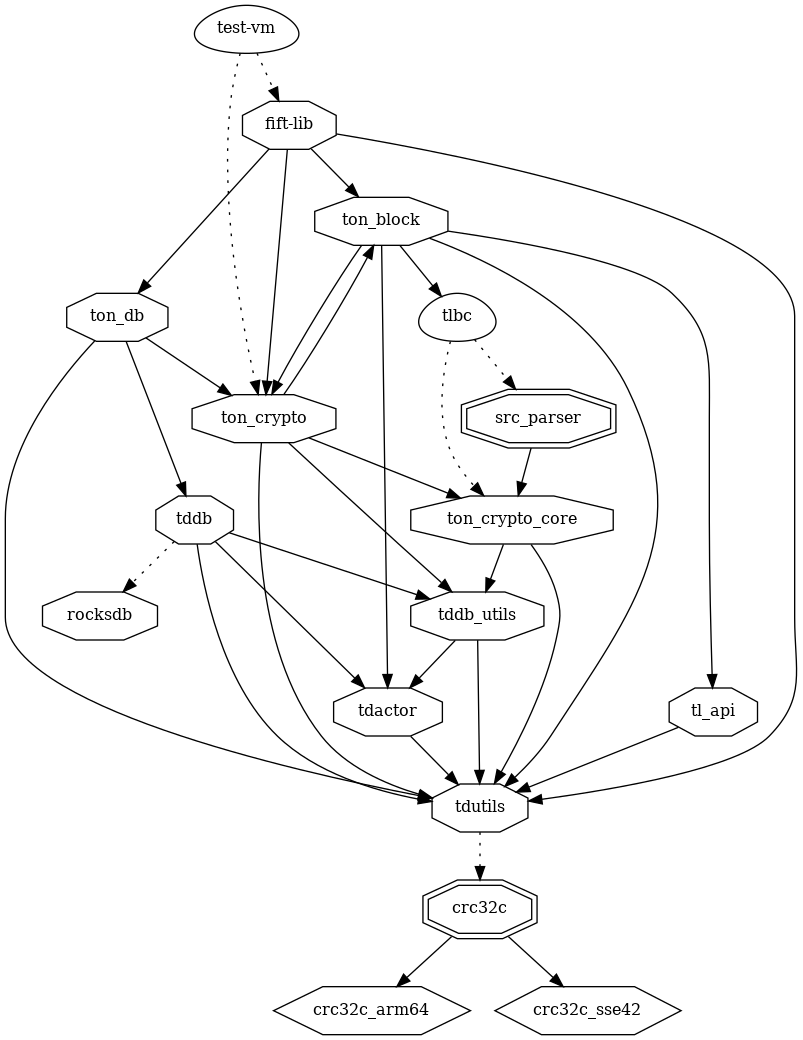 test-vm
fift-lib
ton_block
ton_db
tlbc
ton_crypto
src_parser
tddb
ton_crypto_core
rocksdb
tddb_utils
tdactor
tl_api
tdutils
crc32c
crc32c_arm64
crc32c_sse42